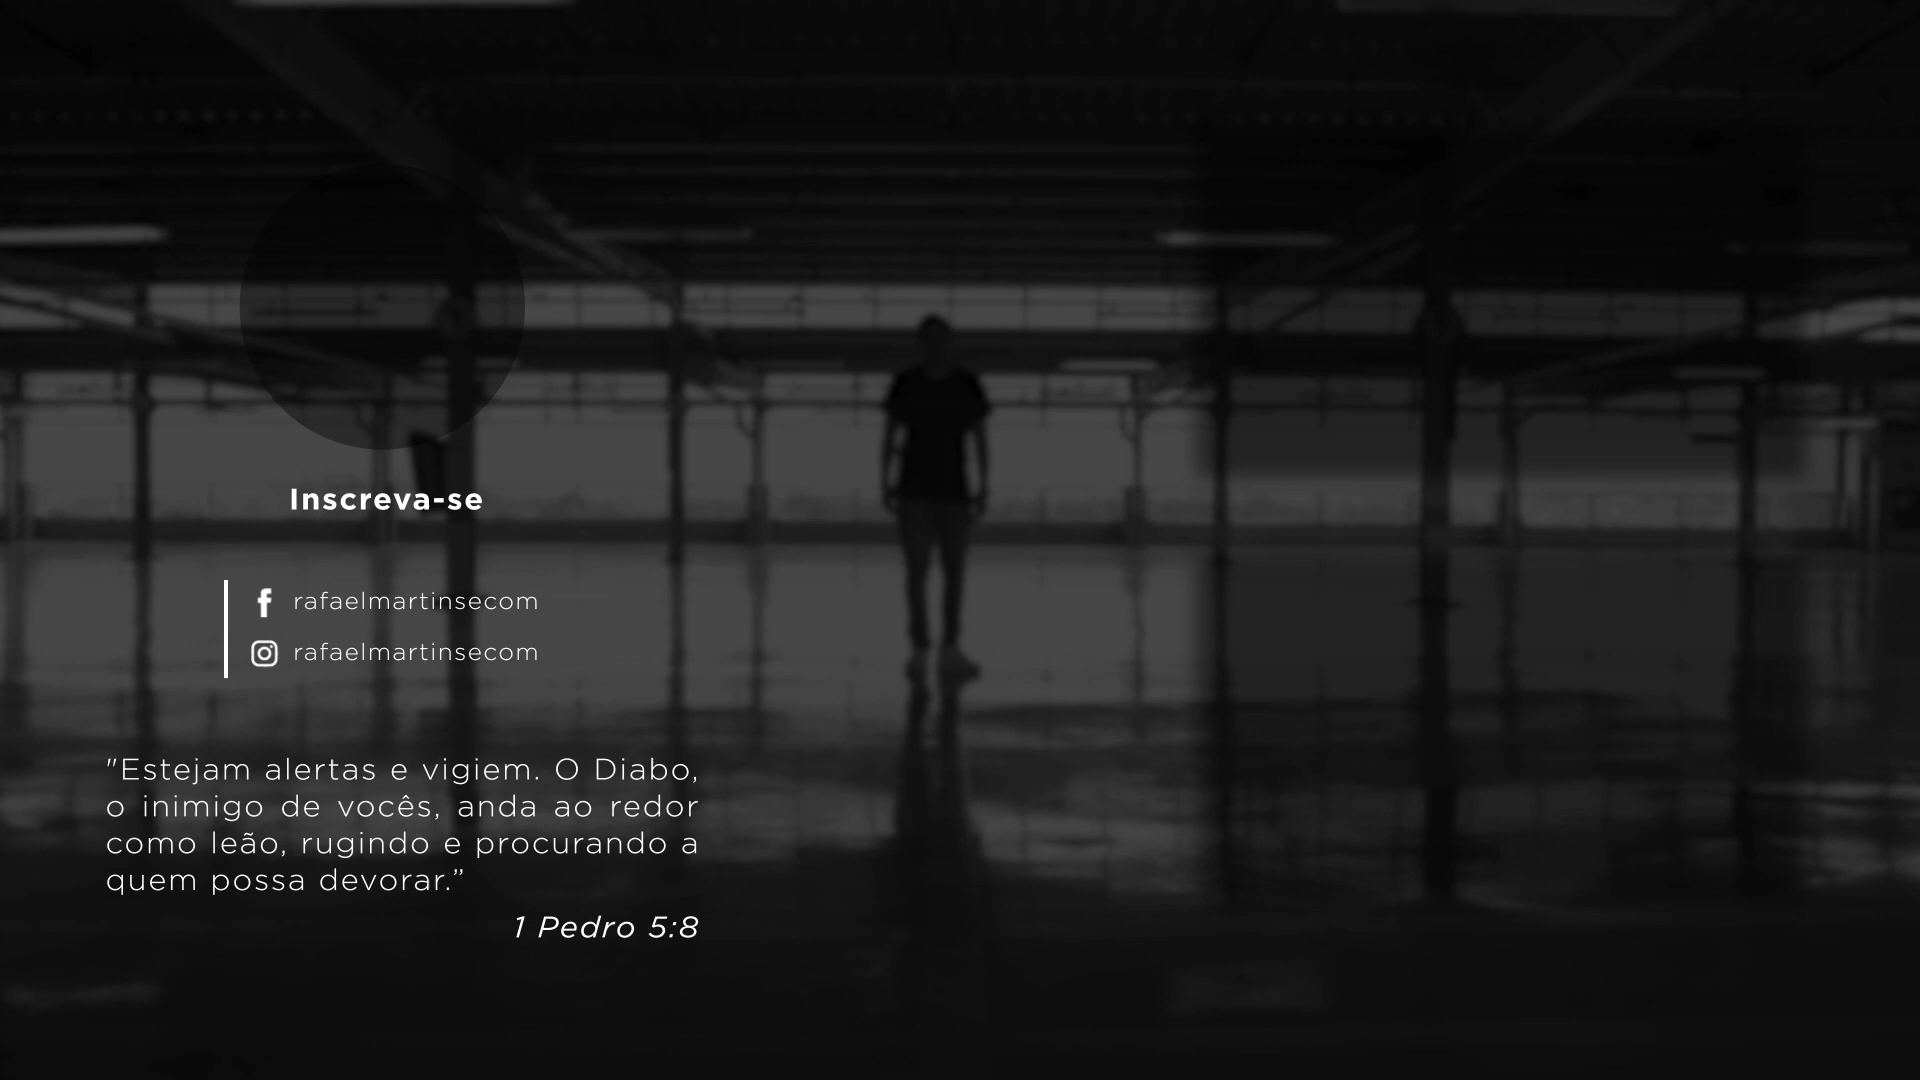 Inscreva-se
rafaelmartinsecom
rafaelmartinsecom
"Estejam alertas e vigiem. O Diabo,
o inimigo de vocês, anda ao redor
como leão, rugindo e procurando a
quem possa devorar.”
1 Pedro 5:8